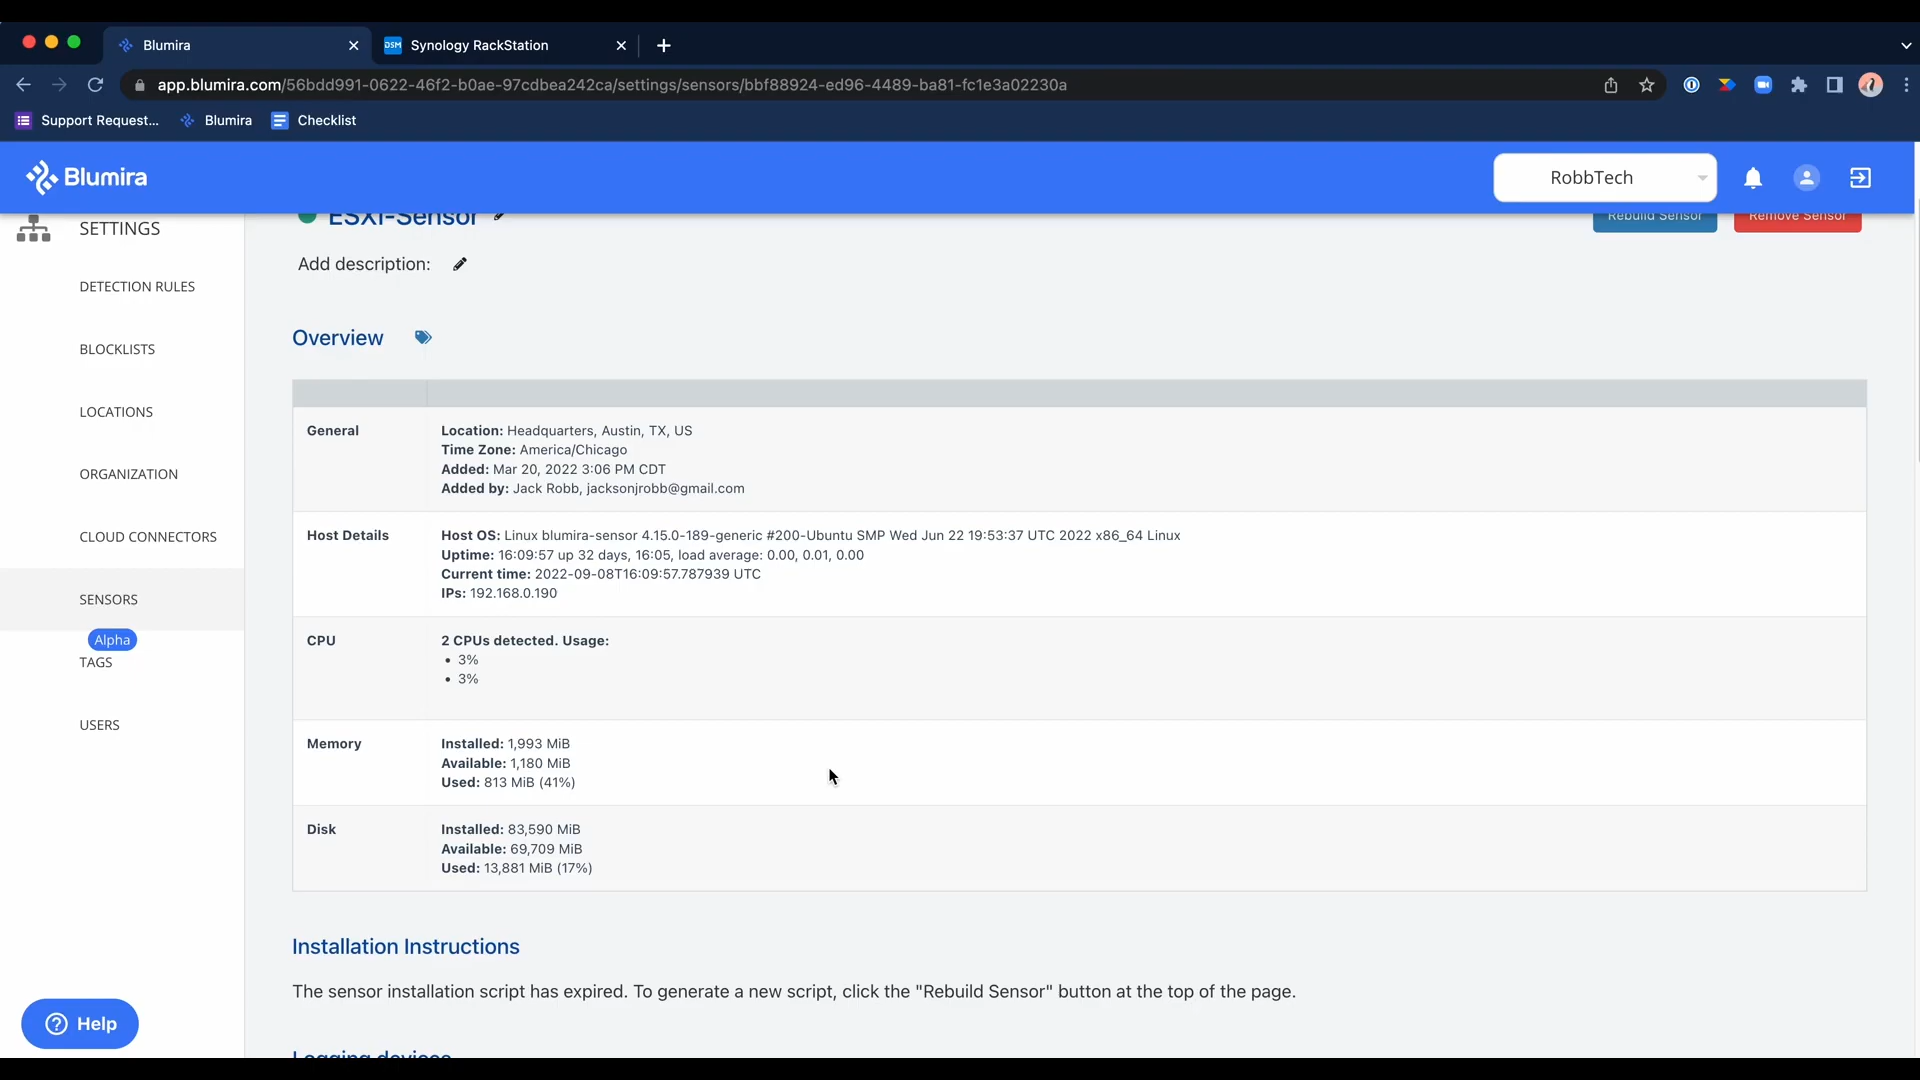 Blumira
DSM Synology RackStation
app.blumira.com/56bdd991-0622-46f2-b0ae-97cdbea242ca/settings/sensors/bbf88924-ed96-4489-ba81-fc1e3a02230a
Support Request... Blumira Checklist
Blumira RobbTech
SETTINGS
DETECTION RULES
BLOCKLISTS
LOCATIONS
ORGANIZATION
CLOUD CONNECTORS
SENSORS
Alpha
TAGS
USERS
Help
ESXi-Sensor
Rebuild Sensor Remove Sensor
Add description:
Overview
General
Location: Headquarters, Austin, TX, US
Time Zone: America/Chicago
Added: Mar 20, 2022 3:06 PM CDT
Added by: Jack Robb, jacksonjrobb@gmail.com
Host Details
Host OS: Linux blumira-sensor 4.15.0-189-generic #200-Ubuntu SMP Wed Jun 22 19:53:37 UTC 2022 x86_64 Linux
Uptime: 16:09:57 up 32 days, 16:05, load average: 0.00, 0.01, 0.00
Current time: 2022-09-08T16:09:57.787939 UTC
IPs: 192.168.0.190
CPU
2 CPUs detected. Usage:
• 3%
• 3%
Memory
Installed: 1,993 MiB
Available: 1,180 MiB
Used: 813 MiB (41%)
Disk
Installed: 83,590 MiB
Available: 69,709 MiB
Used: 13,881 MiB (17%)
Installation Instructions
The sensor installation script has expired. To generate a new script, click the "Rebuild Sensor" button at the top of the page.
Logging devices